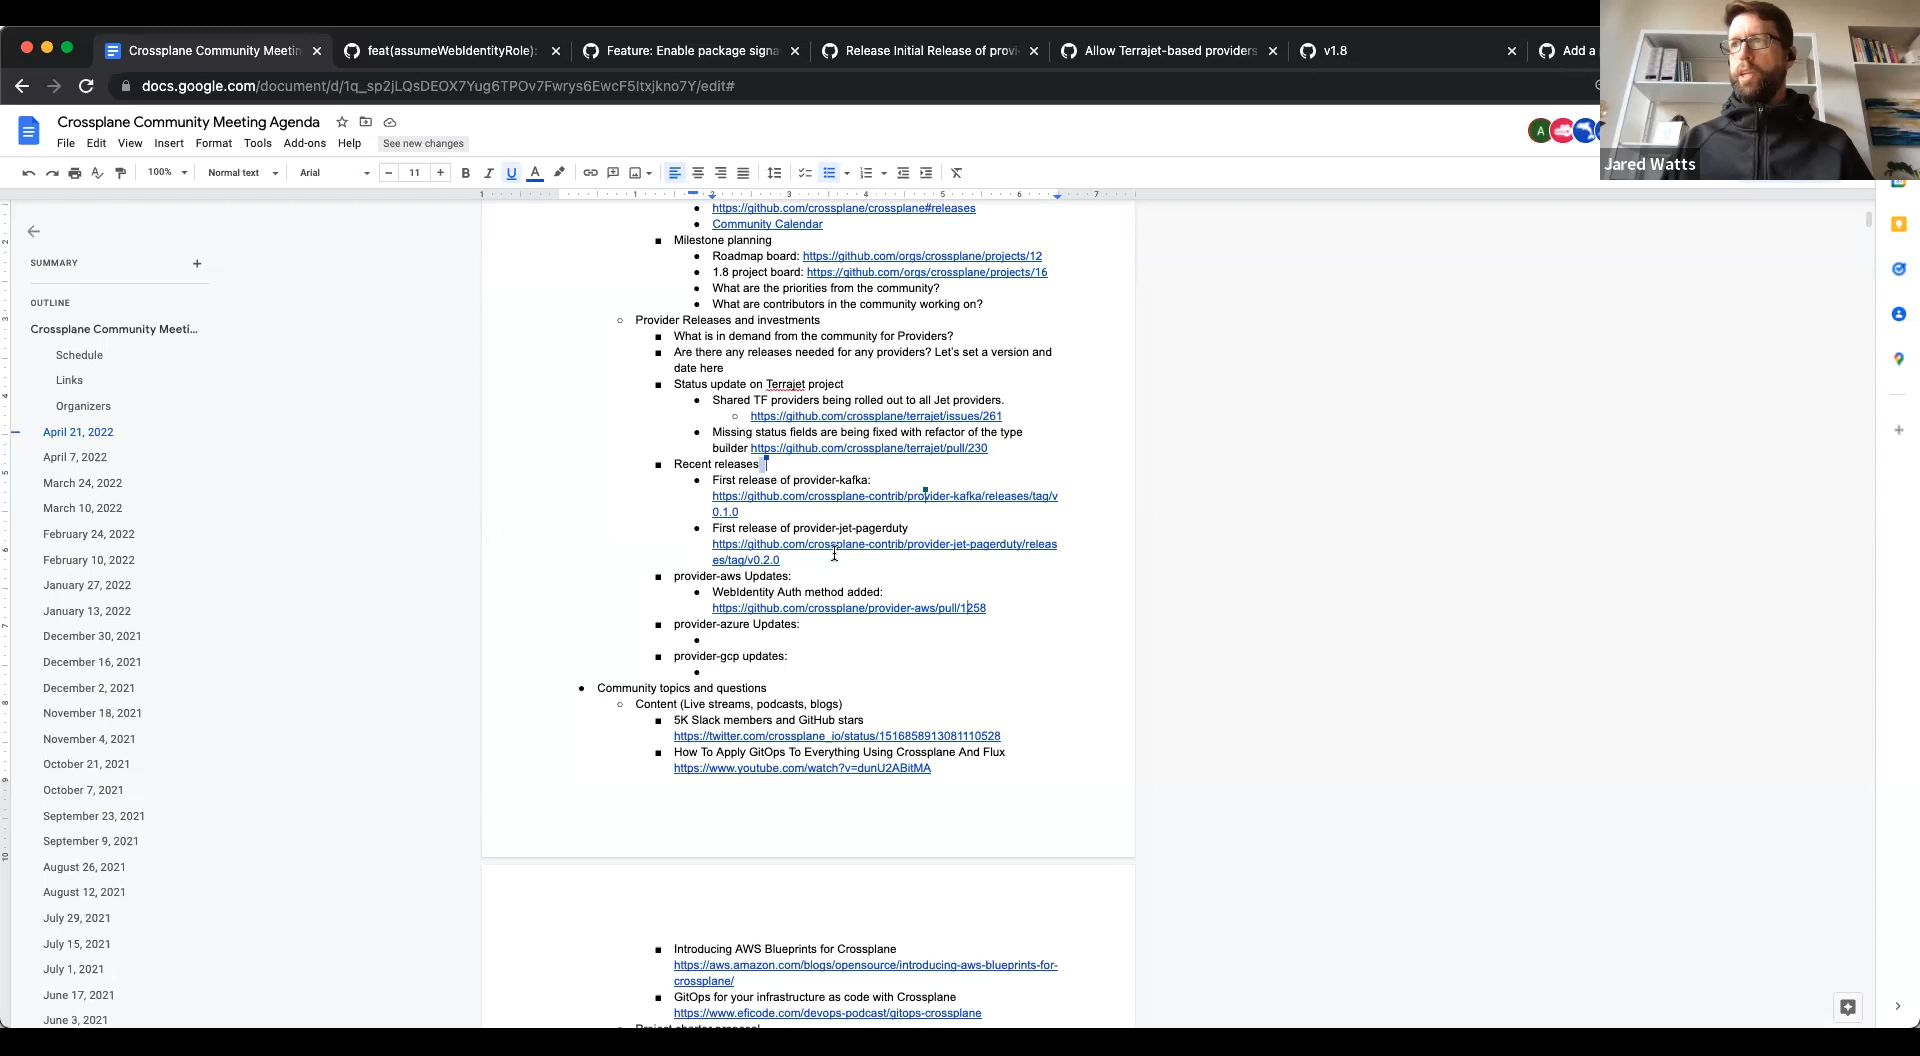 Crossplane Community Meetin
feat(assumeWebIdentityRole):
Feature: Enable package signa
Release Initial Release of provi
Allow Terrajet-based providers
v1.8
Add a
docs.google.com/document/d/1q_sp2jLQsDEOX7Yug6TPOv7Fwrys6EwcF5ltxjkno7Y/edit#
Crossplane Community Meeting Agenda
File Edit View Insert Format Tools Add-ons Help See new changes
A
Jared Watts
100% Normal text Arial 11
1 1 2 3 4 5 6 7
SUMMARY
OUTLINE
Crossplane Community Meeti...
Schedule
Links
Organizers
April 21, 2022
April 7, 2022
March 24, 2022
March 10, 2022
February 24, 2022
February 10, 2022
January 27, 2022
January 13, 2022
December 30, 2021
December 16, 2021
December 2, 2021
November 18, 2021
November 4, 2021
October 21, 2021
October 7, 2021
September 23, 2021
September 9, 2021
August 26, 2021
August 12, 2021
July 29, 2021
July 15, 2021
July 1, 2021
June 17, 2021
June 3, 2021
https://github.com/crossplane/crossplane#releases
Community Calendar
Milestone planning
Roadmap board: https://github.com/orgs/crossplane/projects/12
1.8 project board: https://github.com/orgs/crossplane/projects/16
What are the priorities from the community?
What are contributors in the community working on?
Provider Releases and investments
What is in demand from the community for Providers?
Are there any releases needed for any providers? Let's set a version and
date here
Status update on Terrajet project
Shared TF providers being rolled out to all Jet providers.
https://github.com/crossplane/terrajet/issues/261
Missing status fields are being fixed with refactor of the type
builder https://github.com/crossplane/terrajet/pull/230
Recent releases
First release of provider-kafka:
https://github.com/crossplane-contrib/provider-kafka/releases/tag/v
0.1.0
First release of provider-jet-pagerduty
https://github.com/crossplane-contrib/provider-jet-pagerduty/releas
es/tag/v0.2.0
provider-aws Updates:
WebIdentity Auth method added:
https://github.com/crossplane/provider-aws/pull/1258
provider-azure Updates:
provider-gcp updates:
Community topics and questions
Content (Live streams, podcasts, blogs)
5K Slack members and GitHub stars
https://twitter.com/crossplane_io/status/1516858913081110528
How To Apply GitOps To Everything Using Crossplane And Flux
https://www.youtube.com/watch?v=dunU2ABitMA
Introducing AWS Blueprints for Crossplane
https://aws.amazon.com/blogs/opensource/introducing-aws-blueprints-for-
crossplane/
GitOps for your infrastructure as code with Crossplane
https://www.eficode.com/devops-podcast/gitops-crossplane
Project charter proposal